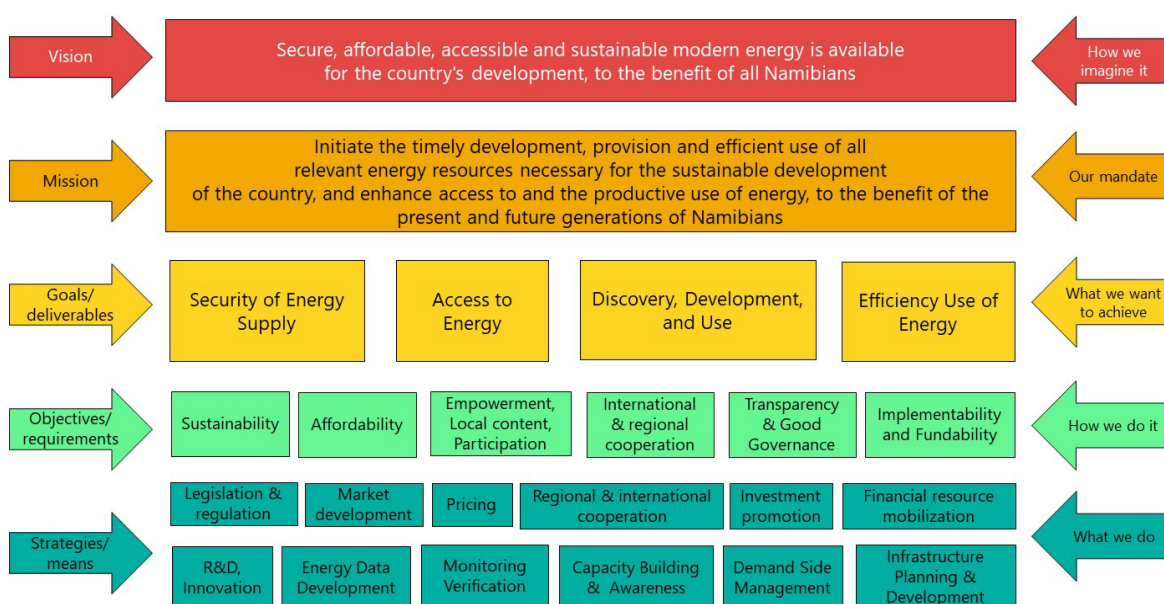 Vision
Secure, affordable, accessible and sustainable modern energy is available
for the country's development, to the benefit of all Namibians
How we
imagine it
Mission
Initiate the timely development, provision and efficient use of all
relevant energy resources necessary for the sustainable development
of the country, and enhance access to and the productive use of energy, to the benefit of the
present and future generations of Namibians
Our mandate
Goals/
deliverables
Security of Energy
Supply
Access to
Energy
Discovery, Development,
and Use
Efficiency Use of
Energy
What we want
to achieve
Objectives/
requirements
Sustainability
Affordability
Empowerment,
Local content,
Participation
International
& regional
cooperation
Transparency
& Good
Governance
Implementability
and Fundability
How we do it
Strategies/
means
Legislation &
regulation
Market
development
Pricing
Regional & international
cooperation
Investment
promotion
Financial resource
mobilization
What we do
R&D,
Innovation
Energy Data
Development
Monitoring
Verification
Capacity Building
& Awareness
Demand Side
Management
Infrastructure
Planning &
Development